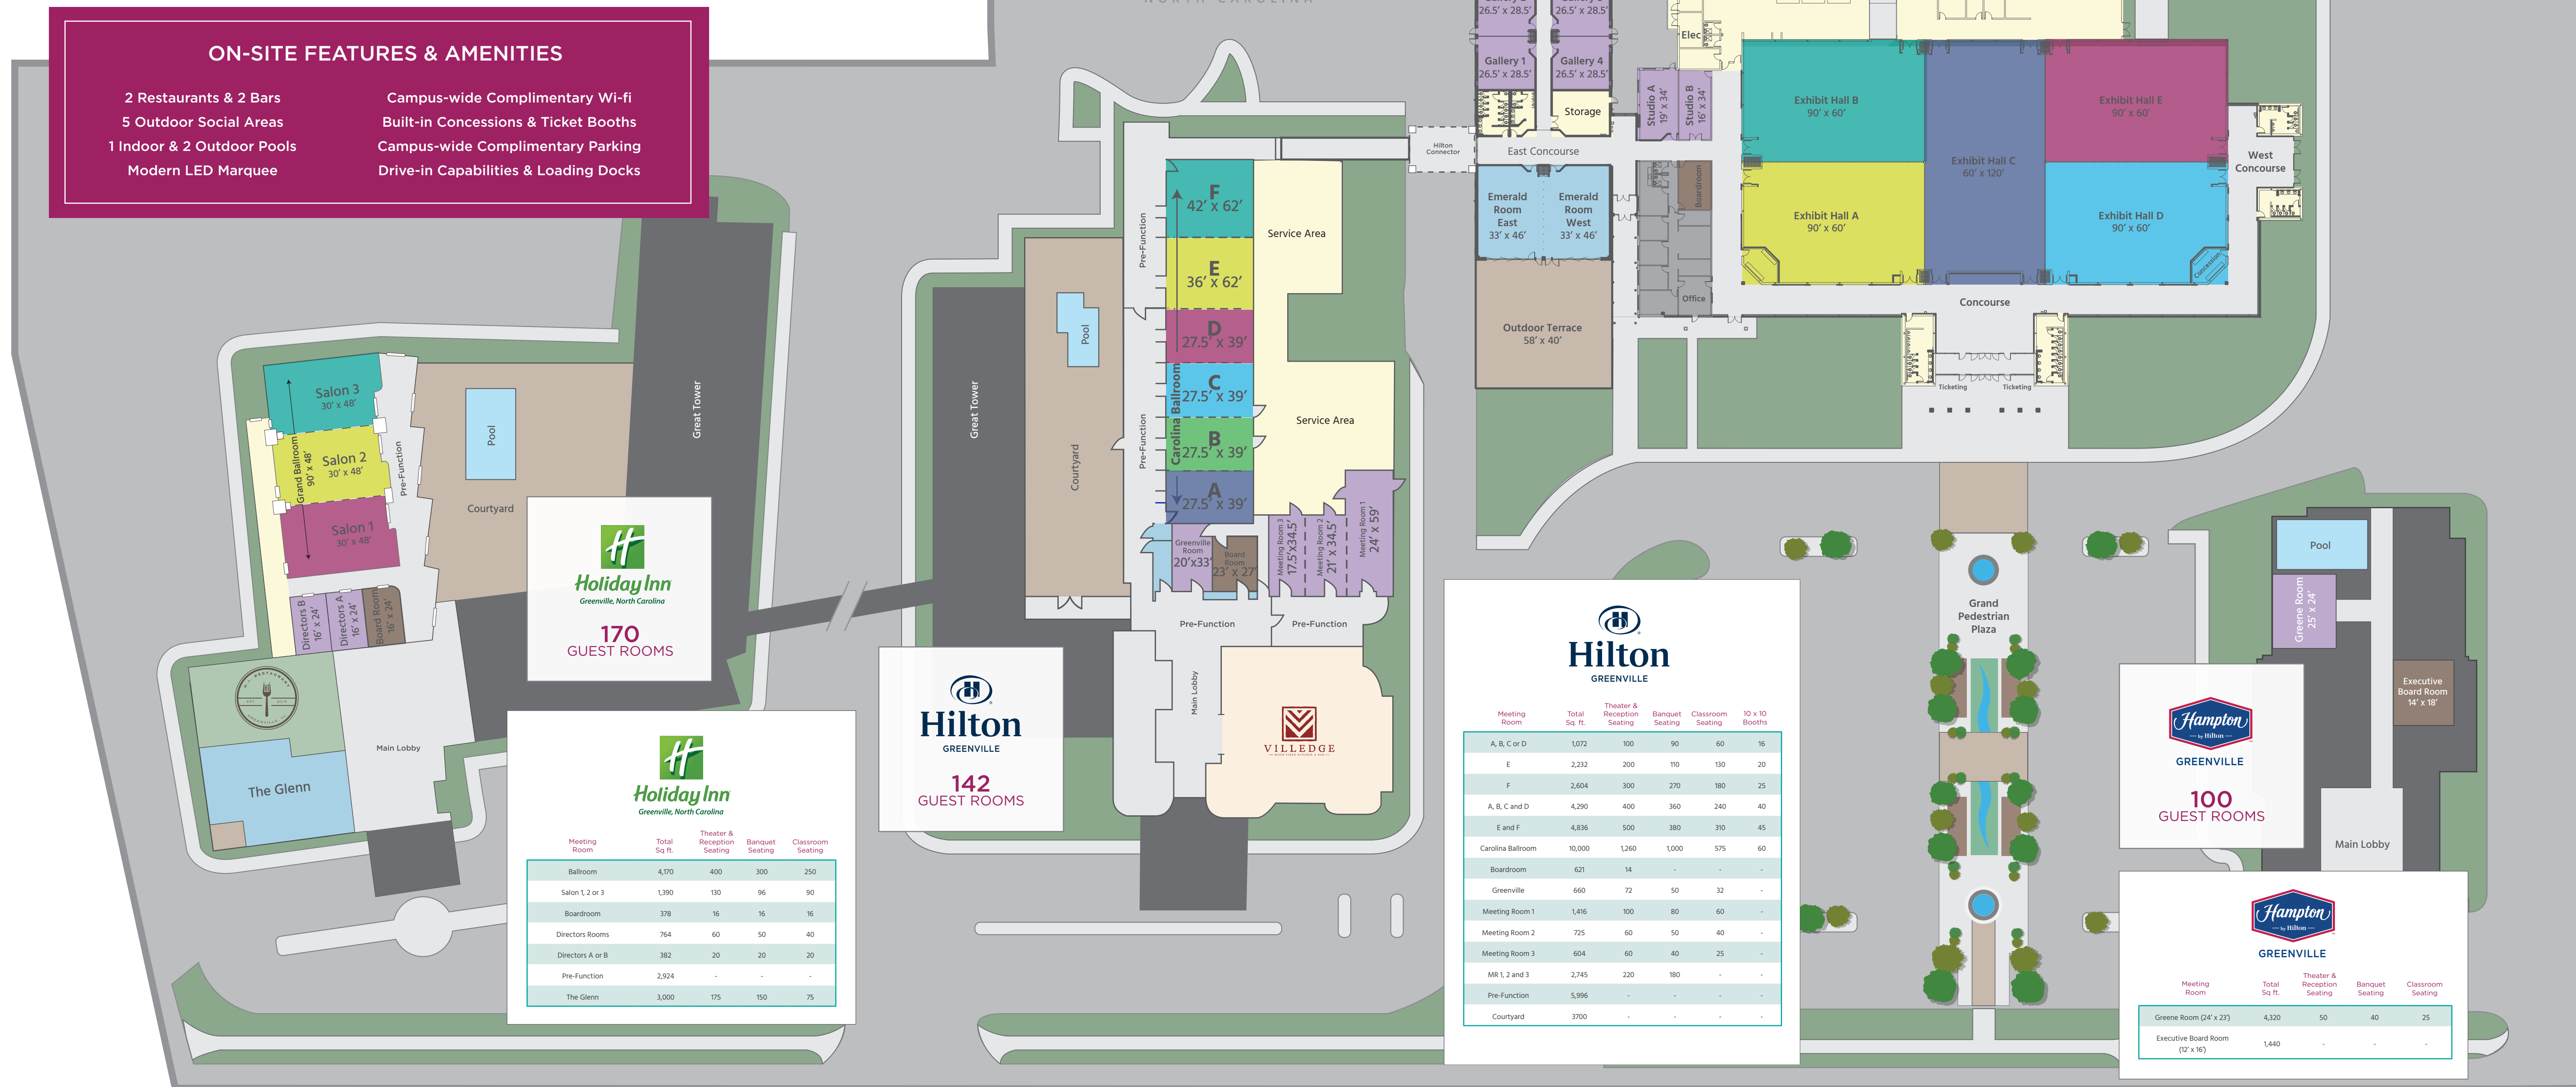 NORTH CAROLINA
ON-SITE FEATURES & AMENITIES
2 Restaurants & 2 Bars
5 Outdoor Social Areas
1 Indoor & 2 Outdoor Pools
Modern LED Marquee
Campus-wide Complimentary Wi-fi
Built-in Concessions & Ticket Booths
Campus-wide Complimentary Parking
Drive-in Capabilities & Loading Docks
Salon 3
30' x 48'
Salon 2
30' x 48'
Salon 1
30' x 48'
Grand Ballroom
90' x 48'
Pre-Function
Pool
Courtyard
Great Tower
Directors B
16' x 24'
Directors A
16' x 24'
Board Room
16' x 24'
RESTAURANT
The Glenn
Main Lobby
H
Holiday Inn
Greenville, North Carolina
170
GUEST ROOMS
H
Holiday Inn
Greenville, North Carolina
Meeting Room | Total Sq ft. | Theater & Reception Seating | Banquet Seating | Classroom Seating
Ballroom 4,170 400 300 250
Salon 1, 2 or 3 1,390 130 96 90
Boardroom 378 16 16 16
Directors Rooms 764 60 50 40
Directors A or B 382 20 20 20
Pre-Function 2,924 - - -
The Glenn 3,000 175 150 75
Great Tower
Courtyard
Pool
Pre-Function
Pre-Function
Carolina Ballroom
F
42' x 62'
E
36' x 62'
D
27.5' x 39'
C
27.5' x 39'
B
27.5' x 39'
A
27.5' x 39'
Service Area
Service Area
Greenville
Room
20'x33'
Board
Room
23' x 27'
Meeting Room 3
17.5'x34.5'
Meeting Room 2
21' x 34.5'
Meeting Room 1
24' x 59'
Pre-Function
Pre-Function
Main Lobby
VILLEDGE
H
Hilton
GREENVILLE
142
GUEST ROOMS
Hilton
Connector
East Concourse
26.5' x 28.5'
26.5' x 28.5'
Gallery 1
26.5' x 28.5'
Gallery 4
26.5' x 28.5'
Storage
Elec
Studio A
19' x 34'
Studio B
16' x 34'
Boardroom
Office
Emerald
Room
East
33' x 46'
Emerald
Room
West
33' x 46'
Outdoor Terrace
58' x 40'
Exhibit Hall B
90' x 60'
Exhibit Hall A
90' x 60'
Exhibit Hall C
60' x 120'
Exhibit Hall E
90' x 60'
Exhibit Hall D
90' x 60'
Concession
West
Concourse
Concourse
Ticketing
Ticketing
Grand
Pedestrian
Plaza
H
Hilton
GREENVILLE
Meeting Room | Total Sq. ft. | Theater & Reception Seating | Banquet Seating | Classroom Seating | 10 x 10 Booths
A, B, C or D 1,072 100 90 60 16
E 2,232 200 110 130 20
F 2,604 300 270 180 25
A, B, C and D 4,290 400 360 240 40
E and F 4,836 500 380 310 45
Carolina Ballroom 10,000 1,260 1,000 575 60
Boardroom 621 14 - - -
Greenville 660 72 50 32 -
Meeting Room 1 1,416 100 80 60 -
Meeting Room 2 725 60 50 40 -
Meeting Room 3 604 60 40 25 -
MR 1, 2 and 3 2,745 220 180 - -
Pre-Function 5,996 - - - -
Courtyard 3700 - - - -
Pool
Greene Room
25' x 24'
Executive
Board Room
14' x 18'
Main Lobby
Hampton
by Hilton
GREENVILLE
100
GUEST ROOMS
Hampton
by Hilton
GREENVILLE
Meeting Room | Total Sq. ft. | Theater & Reception Seating | Banquet Seating | Classroom Seating
Greene Room (24' x 23') 4,320 50 40 25
Executive Board Room
(12' x 16') 1,440 - - -